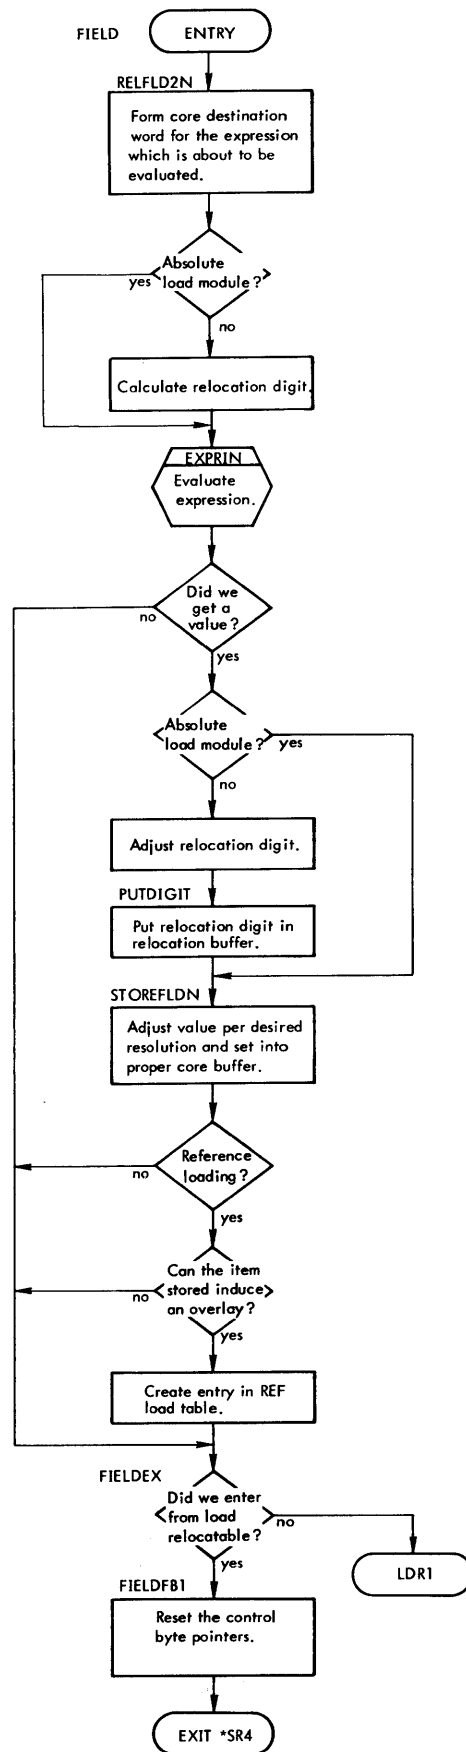 FIELD
ENTRY
RELFLD2N
Form core destination
word for the expression
which is about to be
evaluated.
Absolute
load module?
yes
no
Calculate relocation digit.
EXPRIN
Evaluate
expression.
Did we
get a
value?
no
yes
Absolute
load module?
yes
no
Adjust relocation digit.
PUTDIGIT
Put relocation digit in
relocation buffer.
STOREFLDN
Adjust value per desired
resolution and set into
proper core buffer.
Reference
loading?
no
yes
Can the item
stored induce
an overlay?
no
yes
Create entry in REF
load table.
FIELDEX
Did we enter
from load
relocatable?
no
yes
LDR1
FIELDFB1
Reset the control
byte pointers.
EXIT *SR4